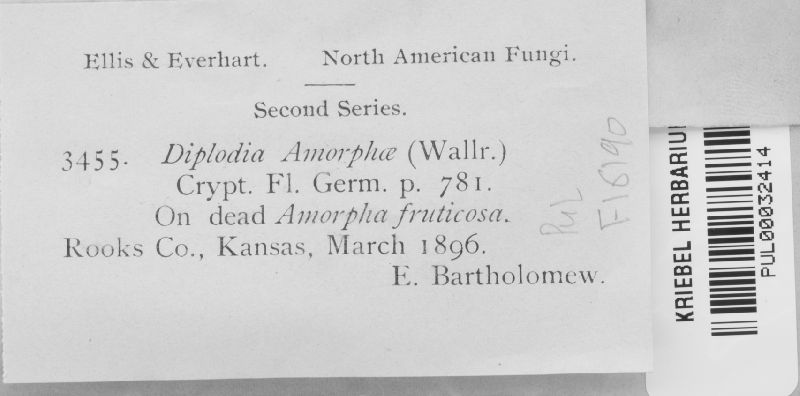 Ellis & Everhart. North American Fungi.
Second Series.
3455. Diplodia Amorphæ (Wallr.)
Crypt. Fl. Germ. p. 781.
On dead Amorpha fruticosa.
Rooks Co., Kansas, March 1896.
E. Bartholomew.
PUL
F16190
KRIEBEL HERBARIUM
PUL00032414